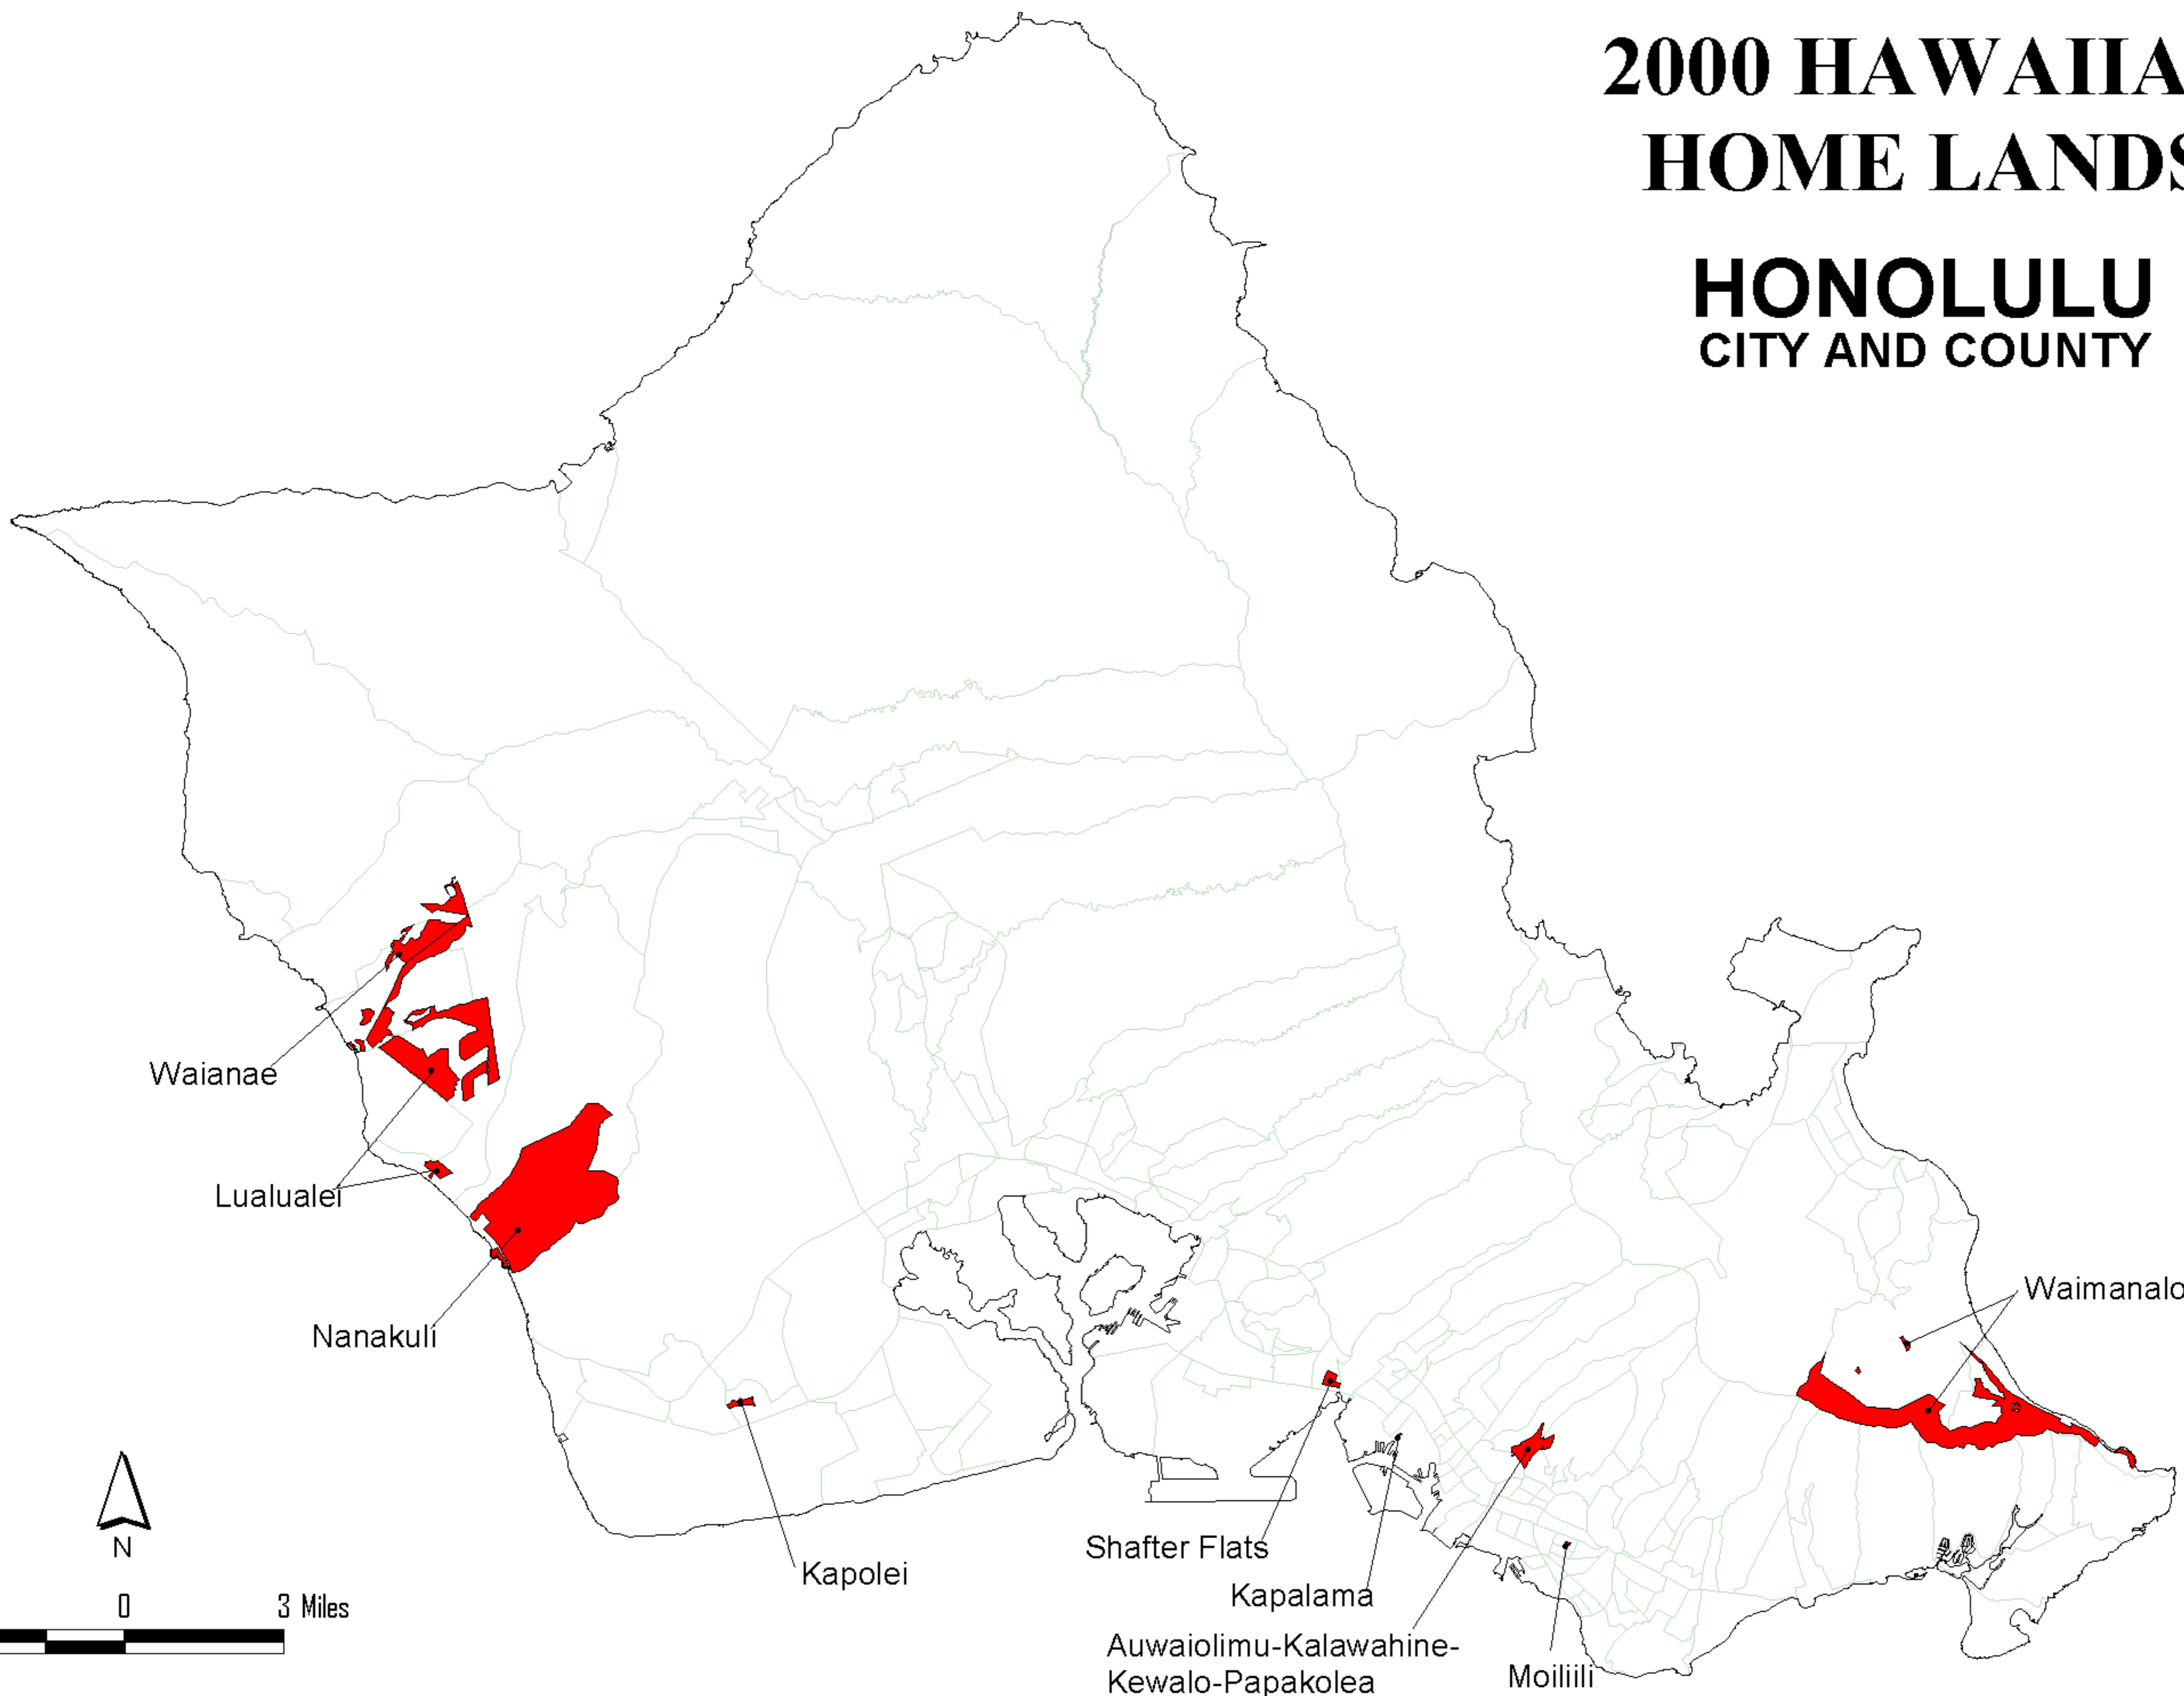 2000 HAWAIIA
HOME LANDS
HONOLULU
CITY AND COUNTY
Waianae
Lualualei
Nanakuli
Waimanalo
Kapolei
Shafter Flats
Kapalama
Auwaiolimu-Kalawahine-
Kewalo-Papakolea
Moiliili
N
0 3 Miles